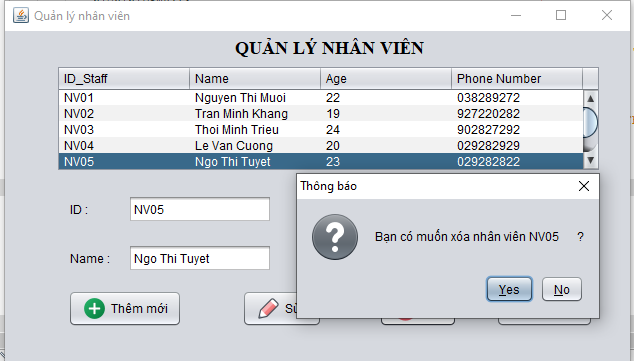 Quản lý nhân viên
QUẢN LÝ NHÂN VIÊN
ID_Staff Name Age Phone Number
NV01 Nguyen Thi Muoi 22 038289272
NV02 Tran Minh Khang 19 927220282
NV03 Thoi Minh Trieu 24 902827292
NV04 Le Van Cuong 20 029282929
NV05 Ngo Thi Tuyet 23 029282822
Thông báo
ID : NV05
Bạn có muốn xóa nhân viên NV05 ?
Name : Ngo Thi Tuyet
Yes No
Thêm mới